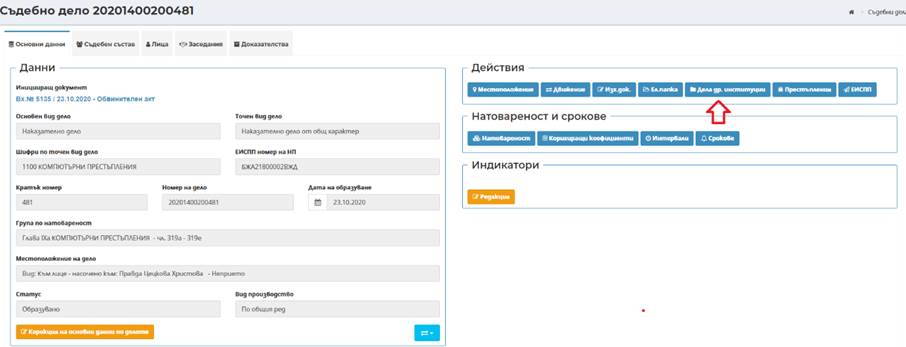 Съдебно дело 20201400200481
Съдебни дел
Основни данни Съдебен състав Лица Заседания Доказателства
Данни
Иницииращ документ
Вх.№ 5135 / 23.10.2020 - Обвинителен акт
Основен вид дело Точен вид дело
Наказателно дело Наказателно дело от общ характер
Шифри по точен вид дело ЕИСПП номер на НП
1100 КОМПЮТЪРНИ ПРЕСТЪПЛЕНИЯ БЖА218000028ЖД
Кратък номер Номер на дело Дата на образуване
481 20201400200481 23.10.2020
Група по натовареност
Глава IXa КОМПЮТЪРНИ ПРЕСТЪПЛЕНИЯ - чл. 319а - 319е
Местоположение на дело
Вид: Към лице - насочено към: Правда Цецкова Христова - Неприето
Статус Вид производство
Образувано По общия ред
Корекция на основни данни по делото
Действия
Местоположение Движение Изх.док. Ел.папка Дела др. институции Престъпления ЕИСПП
Натовареност и срокове
Натовареност Коригиращи коефициенти Интервали Срокове
Индикатори
Редакция